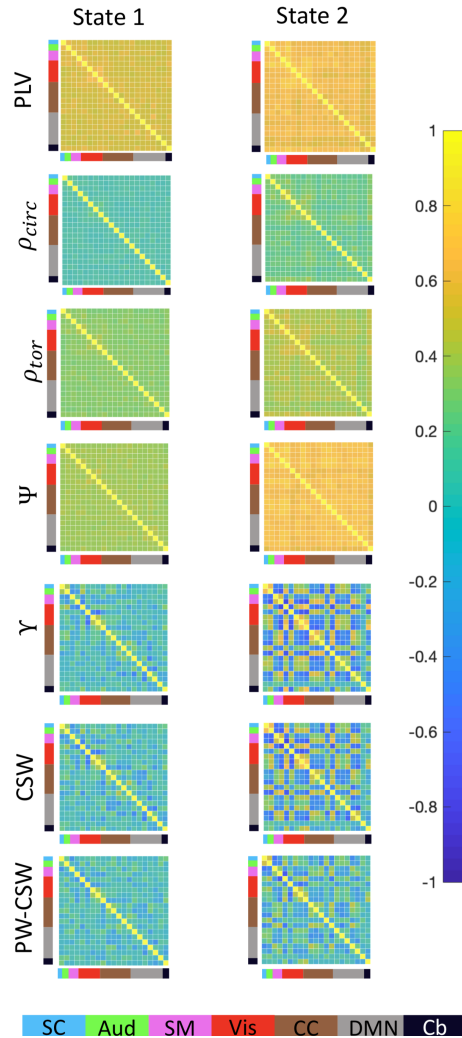 State 1 State 2
PLV
ρcirc
ρtor
Ψ
ϒ
CSW
PW-CSW
1
0.8
0.6
0.4
0.2
0
-0.2
-0.4
-0.6
-0.8
-1
SC Aud SM Vis CC DMN Cb